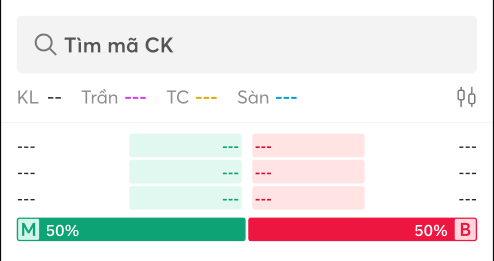 Tìm mã CK
KL -- Trần --- TC --- Sàn ---
--- --- --- ---
--- --- --- ---
--- --- --- ---
M 50% 50% B